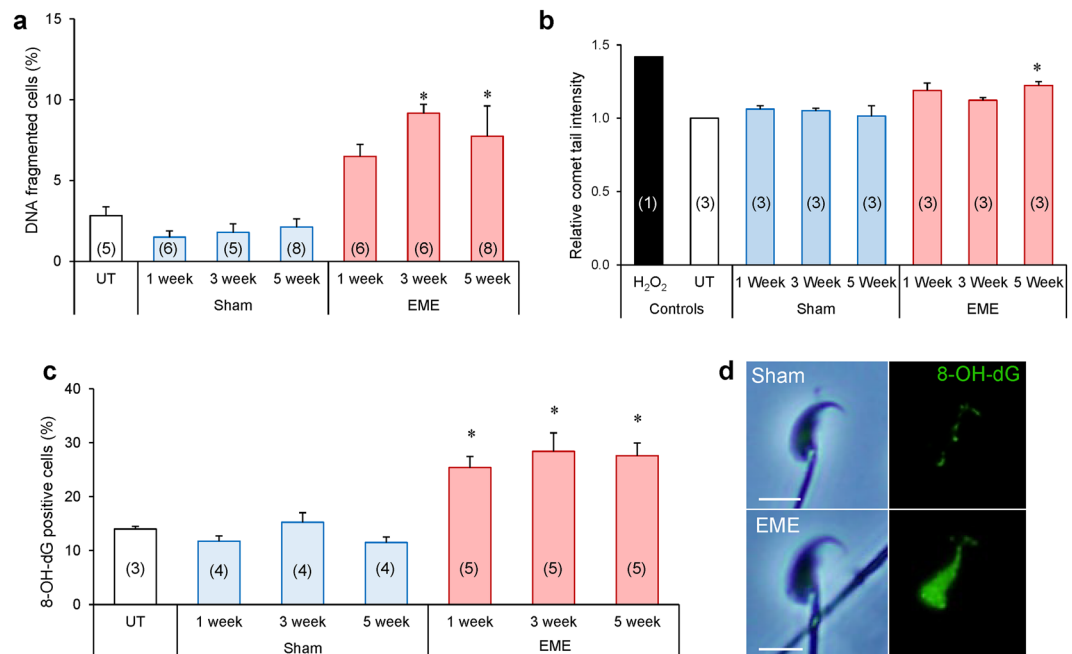 a
DNA fragmented cells (%)
15
10
5
0
* *
(5) (6) (5) (8) (6) (6) (8)
UT 1 week 3 week 5 week 1 week 3 week 5 week
Sham EME
b
Relative comet tail intensity
1.5
1.0
0.5
0.0
*
(1) (3) (3) (3) (3) (3) (3) (3)
H₂O₂ UT 1 Week 3 Week 5 Week 1 Week 3 Week 5 Week
Controls Sham EME
c
8-OH-dG positive cells (%)
40
30
20
10
0
* * *
(3) (4) (4) (4) (5) (5) (5)
UT 1 week 3 week 5 week 1 week 3 week 5 week
Sham EME
d
Sham 8-OH-dG
EME